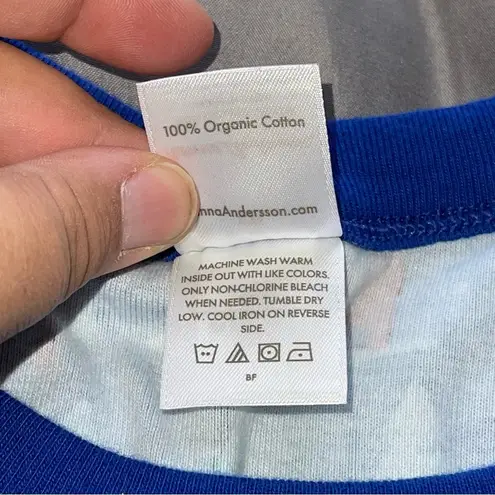 100% Organic Cotton
nnaAndersson.com
MACHINE WASH WARM
INSIDE OUT WITH LIKE COLORS.
ONLY NON-CHLORINE BLEACH
WHEN NEEDED. TUMBLE DRY
LOW. COOL IRON ON REVERSE
SIDE.
BF